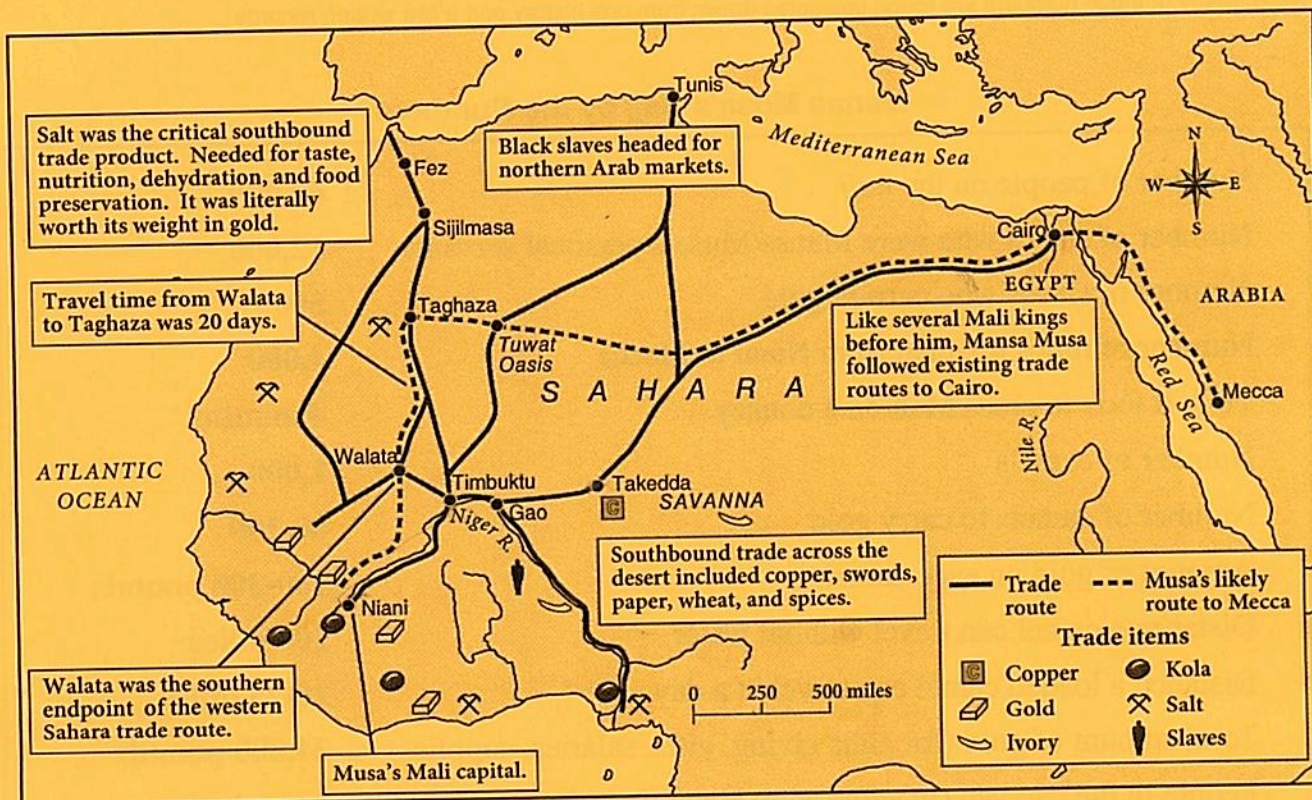 Salt was the critical southbound
trade product. Needed for taste,
nutrition, dehydration, and food
preservation. It was literally
worth its weight in gold.
Black slaves headed for
northern Arab markets.
Tunis
Mediterranean Sea
N
W
E
S
Fez
Sijilmasa
Cairo
EGYPT
ARABIA
Travel time from Walata
to Taghaza was 20 days.
Taghaza
Tuwat
Oasis
SAHARA
Like several Mali kings
before him, Mansa Musa
followed existing trade
routes to Cairo.
Red Sea
Mecca
Nile R.
ATLANTIC
OCEAN
Walata
Timbuktu
Gao
Niger R.
Takedda
C
SAVANNA
Southbound trade across the
desert included copper, swords,
paper, wheat, and spices.
Niani
Walata was the southern
endpoint of the western
Sahara trade route.
Musa's Mali capital.
0 250 500 miles
Trade
route
Musa's likely
route to Mecca
Trade items
C Copper
Kola
Gold
Salt
Ivory
Slaves